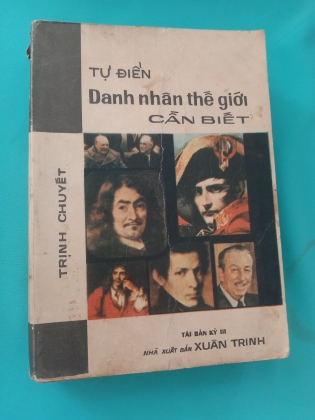 TỰ ĐIỂN
Danh nhân thế giới
CẦN BIẾT
TRỊNH CHUYẾT
TÁI BẢN KỲ III
NHÀ XUẤT BẢN XUÂN TRINH